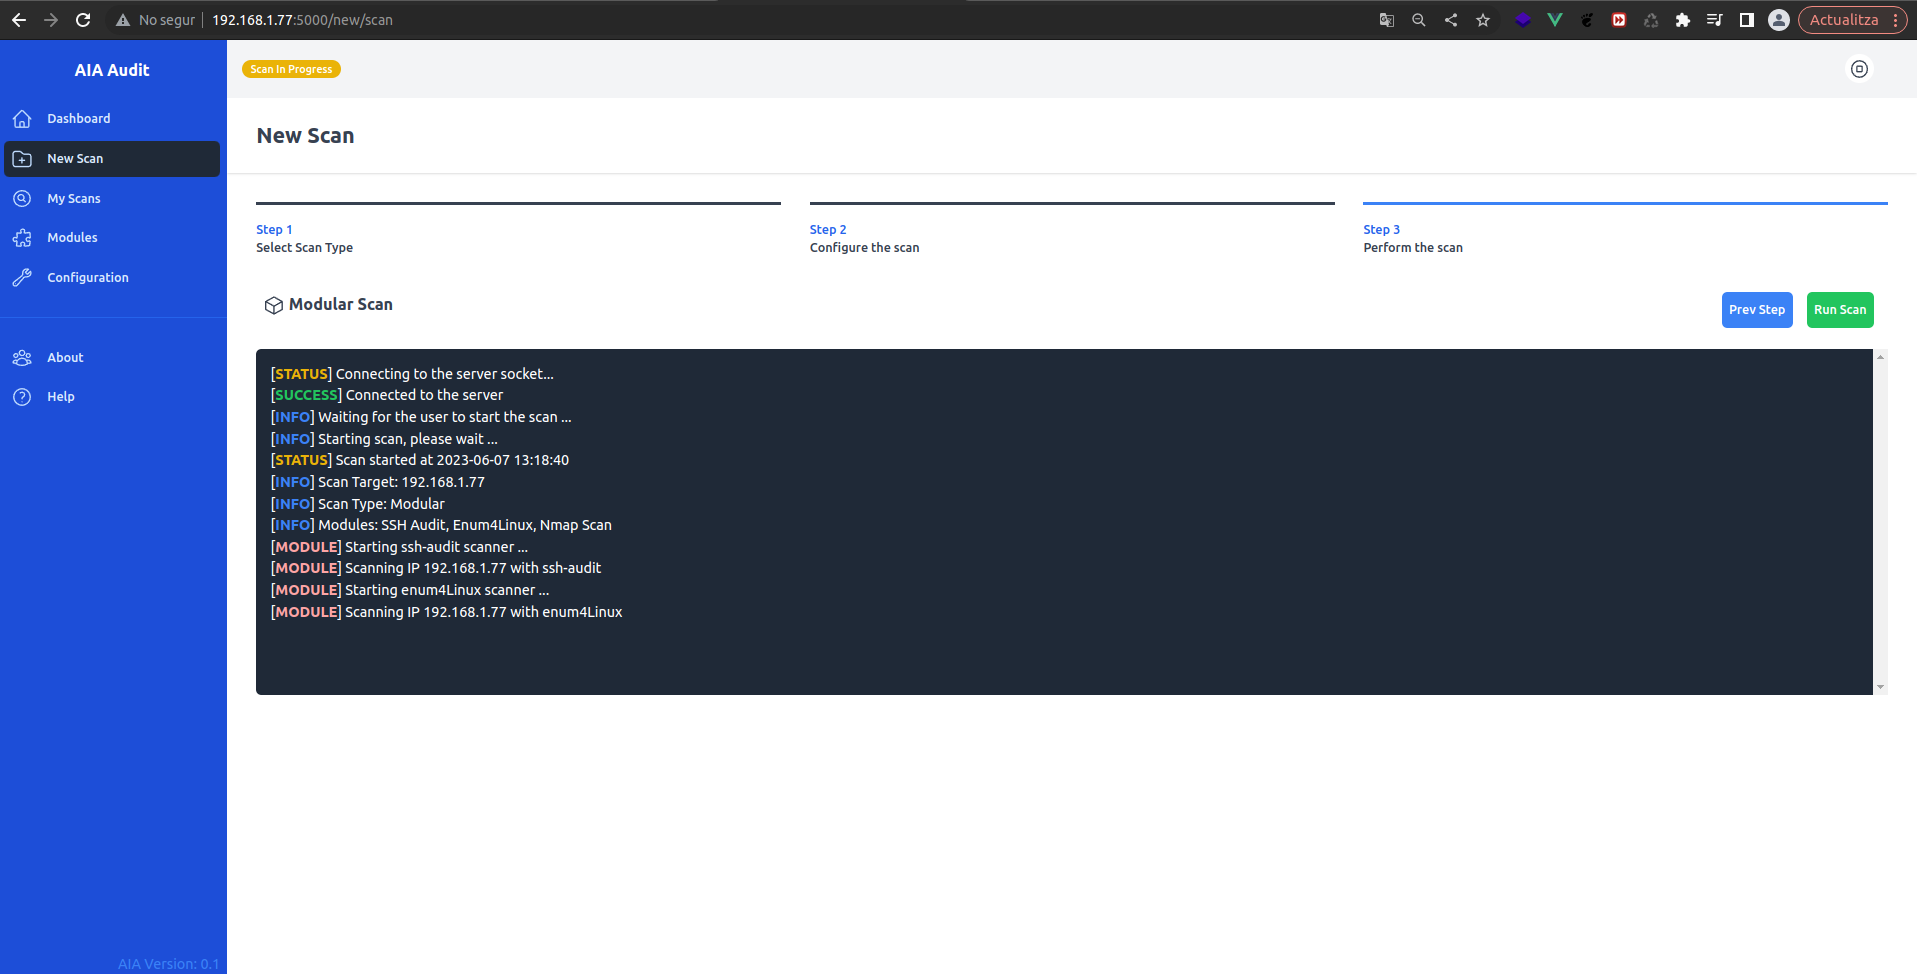 No segur 192.168.1.77:5000/new/scan Actualitza
AIA Audit
Dashboard
New Scan
My Scans
Modules
Configuration
About
Help
AIA Version: 0.1
Scan In Progress
New Scan
Step 1
Select Scan Type
Step 2
Configure the scan
Step 3
Perform the scan
Modular Scan
Prev Step
Run Scan
[STATUS] Connecting to the server socket...
[SUCCESS] Connected to the server
[INFO] Waiting for the user to start the scan ...
[INFO] Starting scan, please wait ...
[STATUS] Scan started at 2023-06-07 13:18:40
[INFO] Scan Target: 192.168.1.77
[INFO] Scan Type: Modular
[INFO] Modules: SSH Audit, Enum4Linux, Nmap Scan
[MODULE] Starting ssh-audit scanner ...
[MODULE] Scanning IP 192.168.1.77 with ssh-audit
[MODULE] Starting enum4Linux scanner ...
[MODULE] Scanning IP 192.168.1.77 with enum4Linux